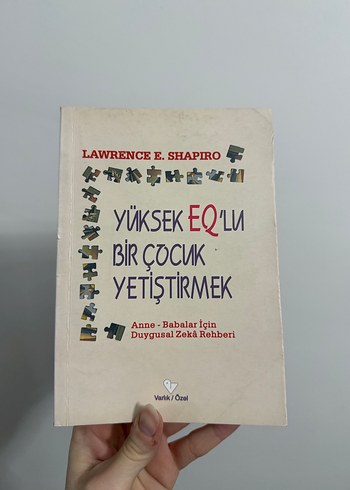 LAWRENCE E. SHAPIRO
YÜKSEK EQ'LU
BİR ÇOCUK
YETİŞTİRMEK
Anne - Babalar İçin
Duygusal Zekâ Rehberi
Varlık / Özel